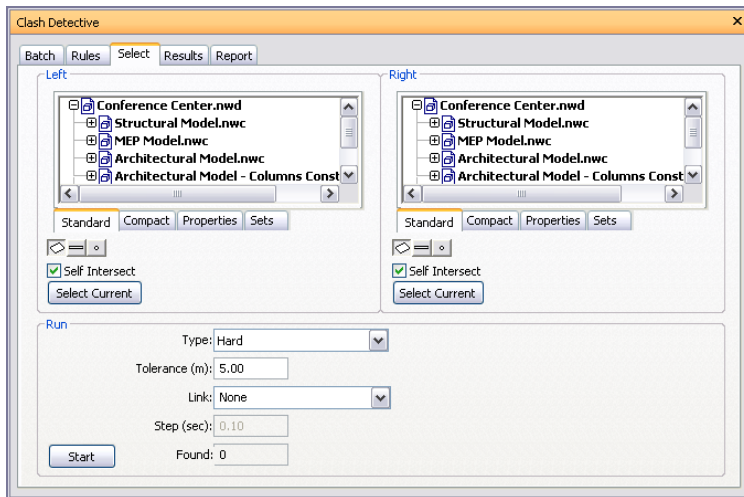 Clash Detective
Batch Rules Select Results Report
Left
Conference Center.nwd
Structural Model.nwc
MEP Model.nwc
Architectural Model.nwc
Architectural Model - Columns Const
Standard Compact Properties Sets
Self Intersect
Select Current
Right
Conference Center.nwd
Structural Model.nwc
MEP Model.nwc
Architectural Model.nwc
Architectural Model - Columns Const
Standard Compact Properties Sets
Self Intersect
Select Current
Run
Type: Hard
Tolerance (m): 5.00
Link: None
Step (sec): 0.10
Start Found: 0